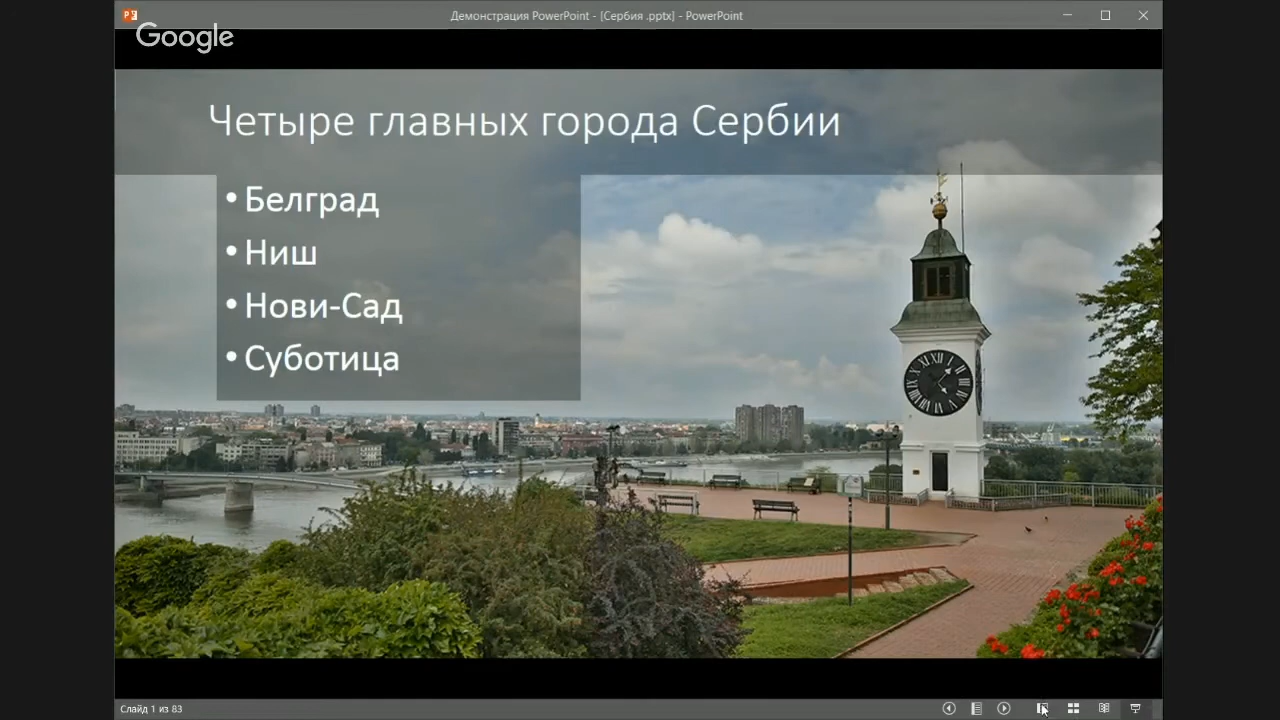 Демонстрация PowerPoint - [Сербия .pptx] - PowerPoint
Google
Четыре главных города Сербии
• Белград
• Ниш
• Нови-Сад
• Суботица
Слайд 1 из 83